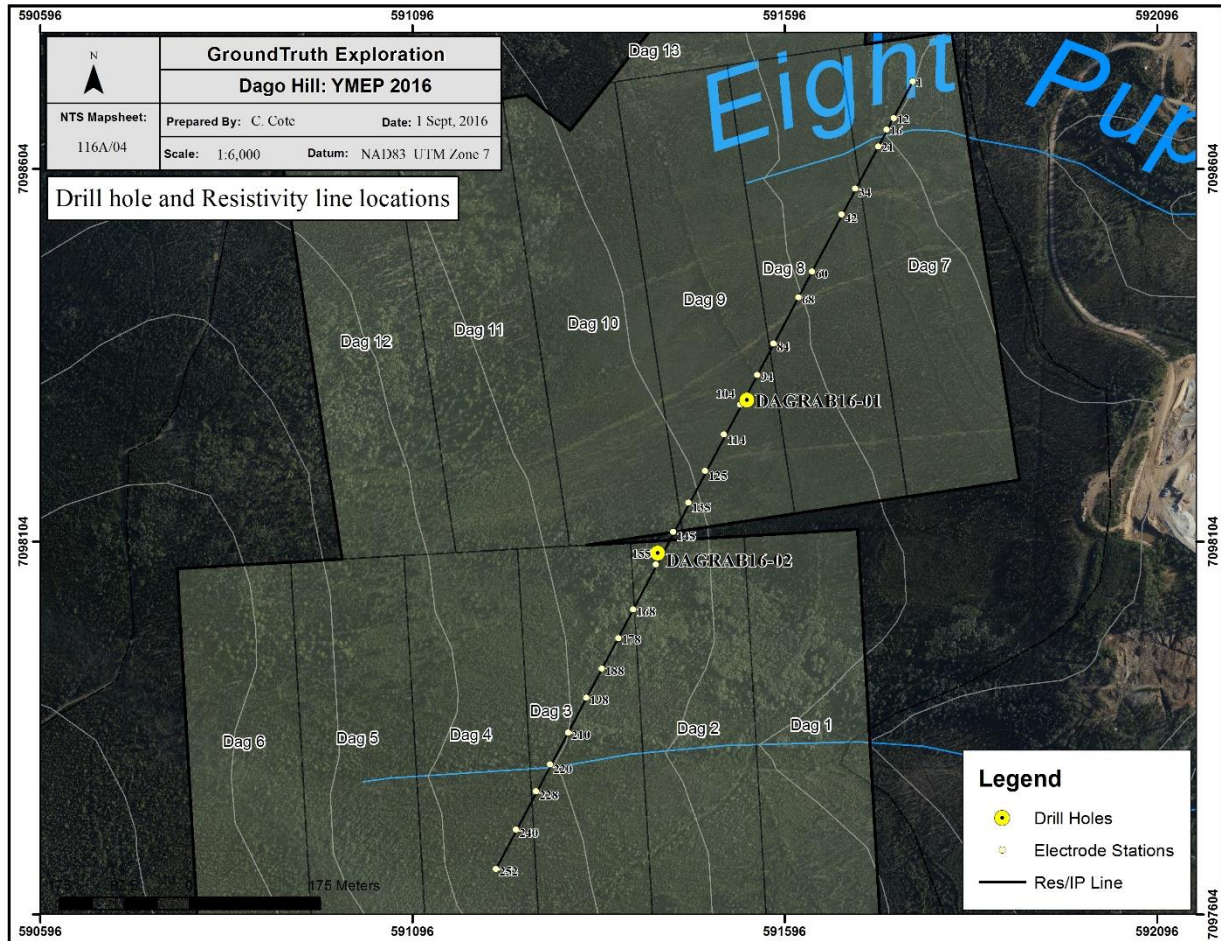 590596
591096
591596
592096
N
GroundTruth Exploration
Dago Hill: YMEP 2016
NTS Mapsheet:
116A/04
Prepared By: C. Cote
Date: 1 Sept, 2016
Scale: 1:6,000
Datum: NAD83 UTM Zone 7
Drill hole and Resistivity line locations
Dag 13
Eight
Pup
7098604
7098604
1
12
16
21
34
42
60
68
84
94
104
DAGRAB16-01
114
125
135
145
155
DAGRAB16-02
168
178
188
198
210
220
228
240
252
Dag 12
Dag 11
Dag 10
Dag 9
Dag 8
Dag 7
7098104
7098104
Dag 6
Dag 5
Dag 4
Dag 3
Dag 2
Dag 1
Legend
Drill Holes
Electrode Stations
Res/IP Line
175
87.5
0
175 Meters
7097604
590596
591096
591596
592096